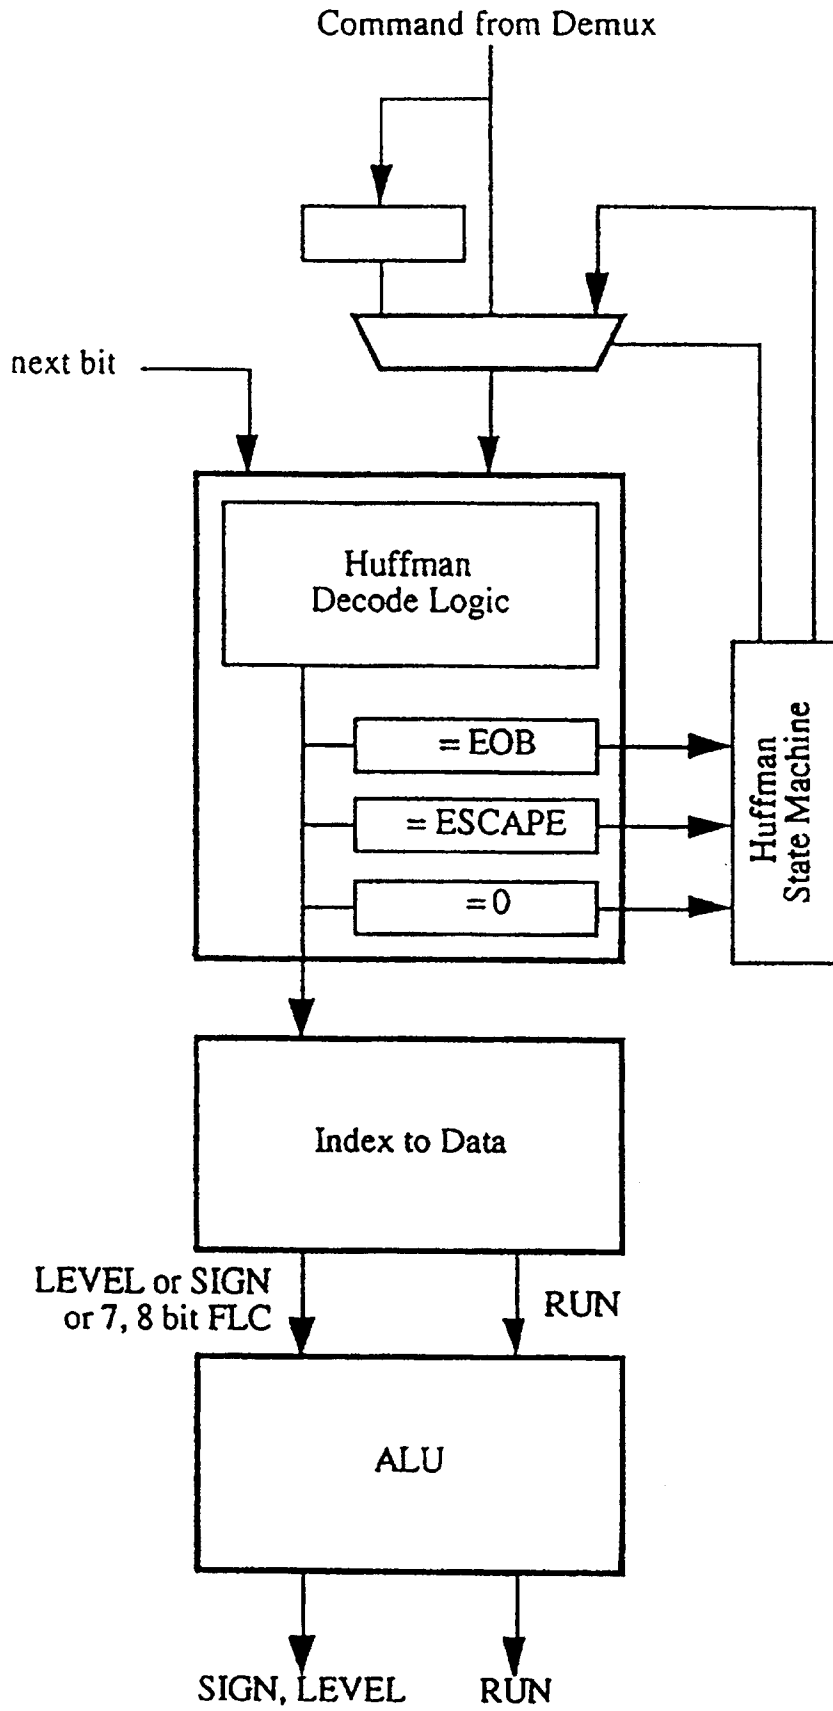 Command from Demux
next bit
Huffman
Decode Logic
= EOB
= ESCAPE
= 0
Huffman
State Machine
Index to Data
LEVEL or SIGN
or 7, 8 bit FLC
RUN
ALU
SIGN, LEVEL
RUN